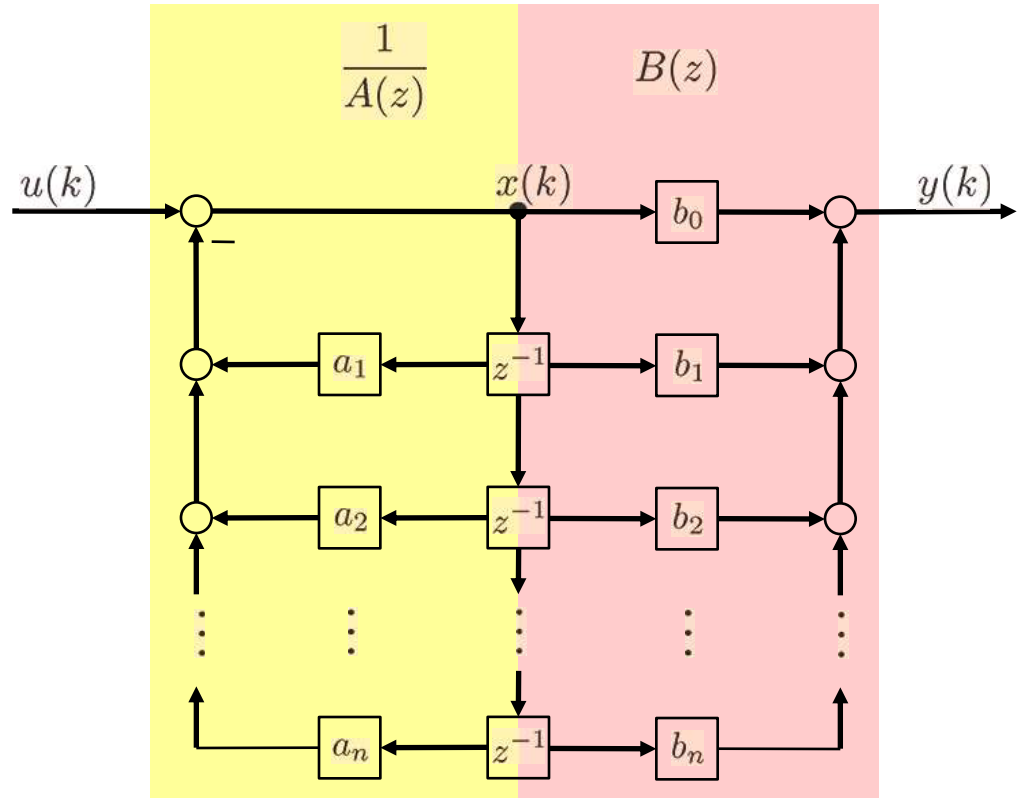 1
A(z)
B(z)
u(k)
x(k)
y(k)
b₀
−
a₁
z⁻¹
b₁
a₂
z⁻¹
b₂
⋮ ⋮ ⋮ ⋮ ⋮
aₙ
z⁻¹
bₙ